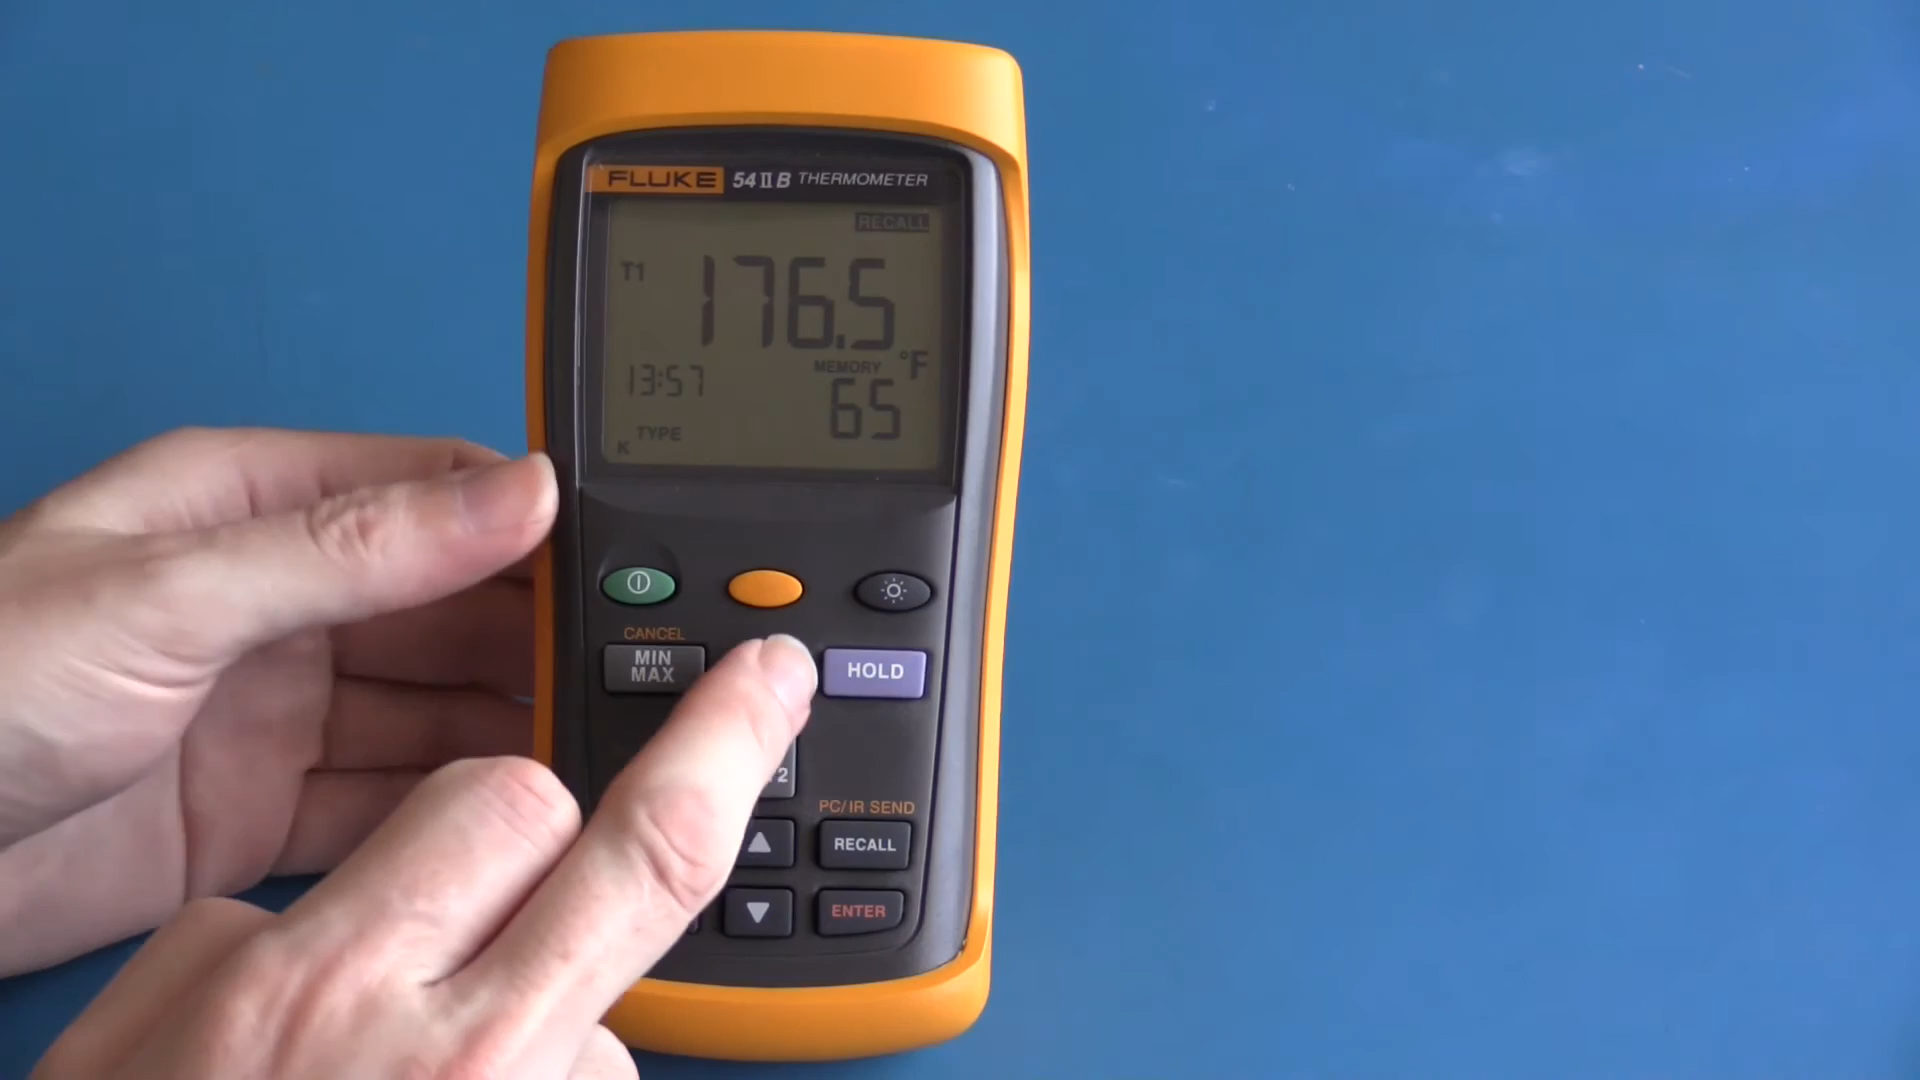 FLUKE 54 II B THERMOMETER
RECALL
T1 176.5
°F
13:57 MEMORY
65
K TYPE
CANCEL
MIN
MAX
HOLD
2
PC/IR SEND
RECALL
ENTER